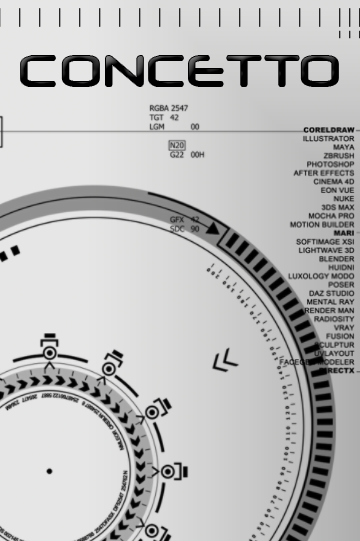 CONCETTO
RGBA 2547
TGT 42
LGM 00
N20
G22 00H
GFX 42
SDC 90
CORELDRAW
ILLUSTRATOR
MAYA
ZBRUSH
PHOTOSHOP
AFTER EFFECTS
CINEMA 4D
EON VUE
NUKE
3DS MAX
MOCHA PRO
MOTION BUILDER
MARI
SOFTIMAGE XSI
LIGHTWAVE 3D
BLENDER
HUIDNI
LUXOLOGY MODO
POSER
DAZ STUDIO
MENTAL RAY
RENDER MAN
RADIOSITY
VRAY
FUSION
SCULPTUR
UVLAYOUT
FACEGEN MODELER
DIRECTX